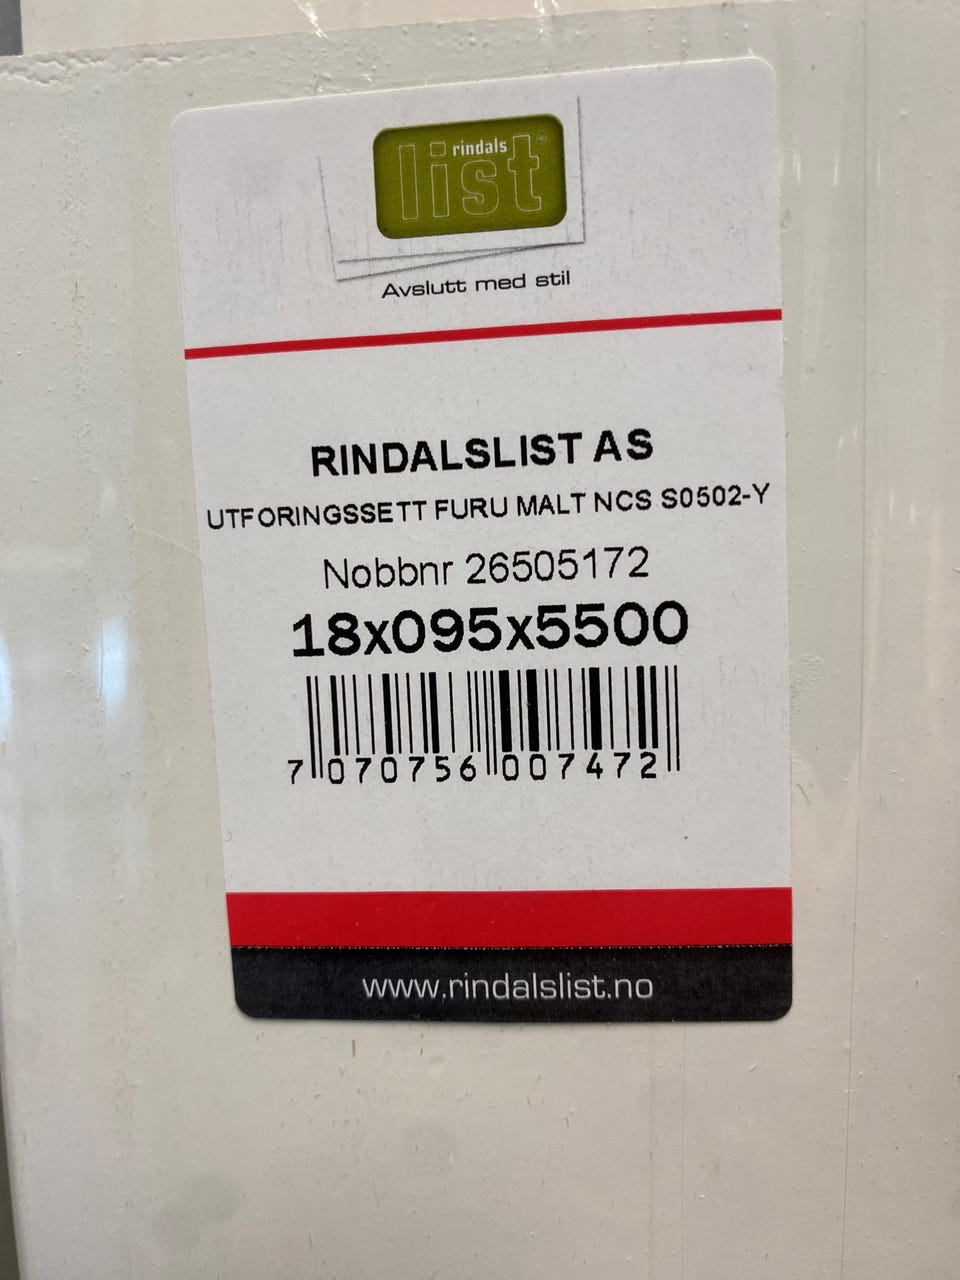 rindals
list
Avslutt med stil
RINDALSLIST AS
UTFORINGSSETT FURU MALT NCS S0502-Y
Nobbnr 26505172
18x095x5500
7 070756 007472
www.rindalslist.no